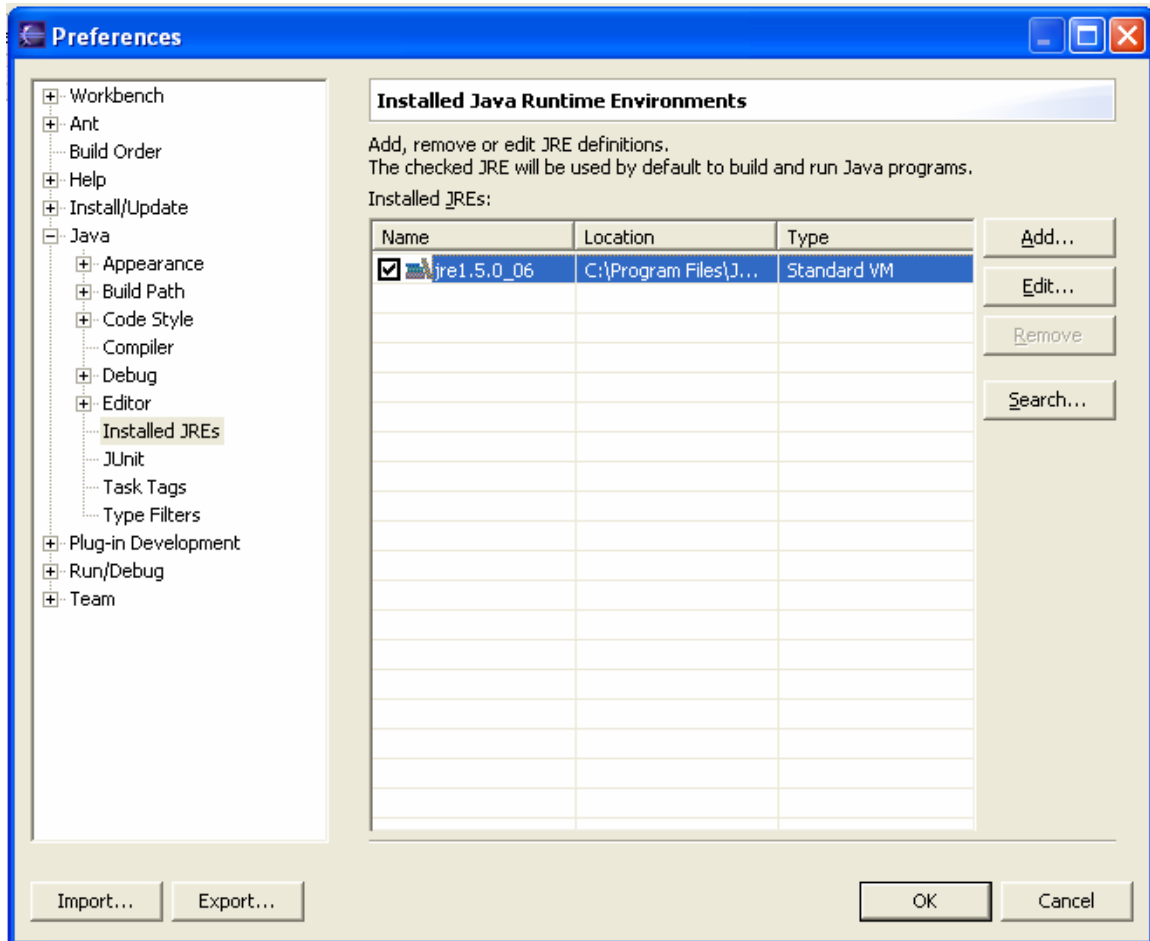 Preferences
Workbench
Ant
Build Order
Help
Install/Update
Java
Appearance
Build Path
Code Style
Compiler
Debug
Editor
Installed JREs
JUnit
Task Tags
Type Filters
Plug-in Development
Run/Debug
Team
Installed Java Runtime Environments
Add, remove or edit JRE definitions.
The checked JRE will be used by default to build and run Java programs.
Installed JREs:
Name Location Type
jre1.5.0_06 C:\Program Files\J... Standard VM
Add...
Edit...
Remove
Search...
Import... Export... OK Cancel